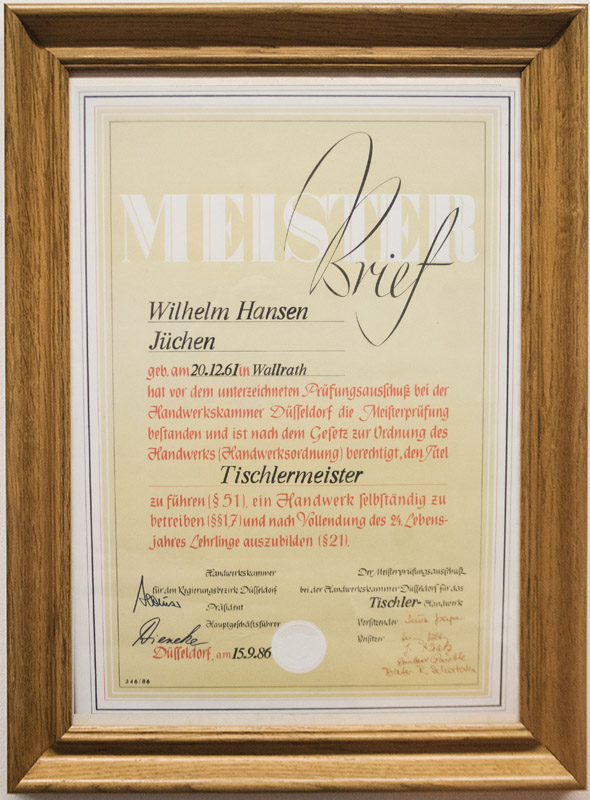 MEISTER
Brief
Wilhelm Hansen
Jüchen
geb. am 20.12.61 in Wallrath
hat vor dem unterzeichneten Prüfungsausſchuß bei der
Handwerkskammer Düſſeldorf die Meiſterprüfung
beſtanden und iſt nach dem Geſetz zur Ordnung des
Handwerks (Handwerksordnung) berechtigt, den Titel
Tischlermeister
zu führen (§ 51), ein Handwerk ſelbſtändig zu
betreiben (§§ 1,7) und nach Vollendung des 24. Lebens-
jahres Lehrlinge auszubilden (§ 21).
Handwerkskammer
für den Regierungsbezirk Düſſeldorf
Präſident
Hauptgeſchäftsführer
Dieneke
Düſſeldorf, am 15.9.86
Der Meiſterprüfungsausſchuß
bei der Handwerkskammer Düſſeldorf für das
Tischler- Handwerk
Vorſitzender
Beiſitzer
346/86